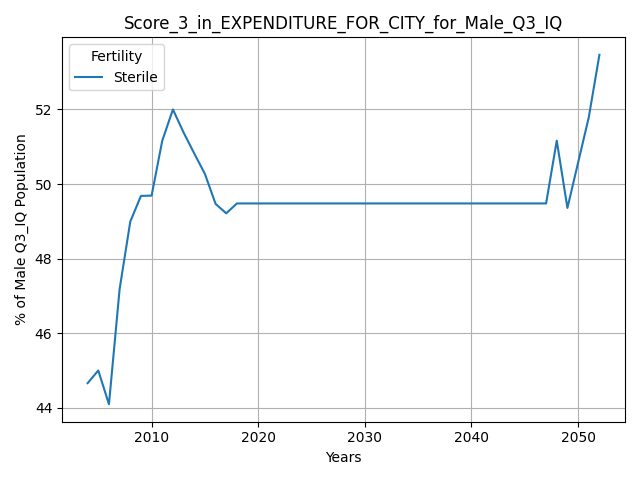 Score_3_in_EXPENDITURE_FOR_CITY_for_Male_Q3_IQ
Fertility
Sterile
% of Male Q3_IQ Population
52
50
48
46
44
2010 2020 2030 2040 2050
Years